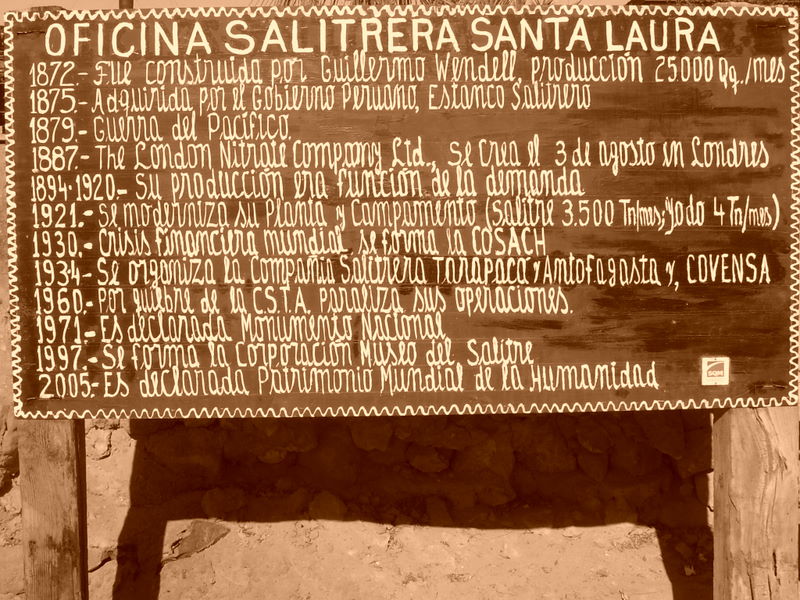 OFICINA SALITRERA SANTA LAURA
1872.- Fue construida por Guillermo Wendell, producción 25000 Qq./mes
1875.- Adquirida por el Gobierno Peruano, Estanco Salitrero
1879.- Guerra del Pacífico.
1887.- The London Nitrate Company Ltd., se crea el 3 de agosto en Londres
1894-1920.- Su producción era función de la demanda
1921.- Se moderniza su Planta y Campamento (Salitre 3.500 Tn/mes; Yodo 4 Tn/mes)
1930.- Crisis financiera mundial, se forma la COSACH
1934- Se organiza la Compañia Salitrera TARAPACA y Antofagasta y, COVENSA
1960.- Por quiebre de la C.S.T.A. paraliza sus operaciones.
1971.- Es declarada Monumento Nacional
1997.- Se forma la Corporación Museo del Salitre
2005.- Es declarada Patrimonio Mundial de la Humanidad
SQM